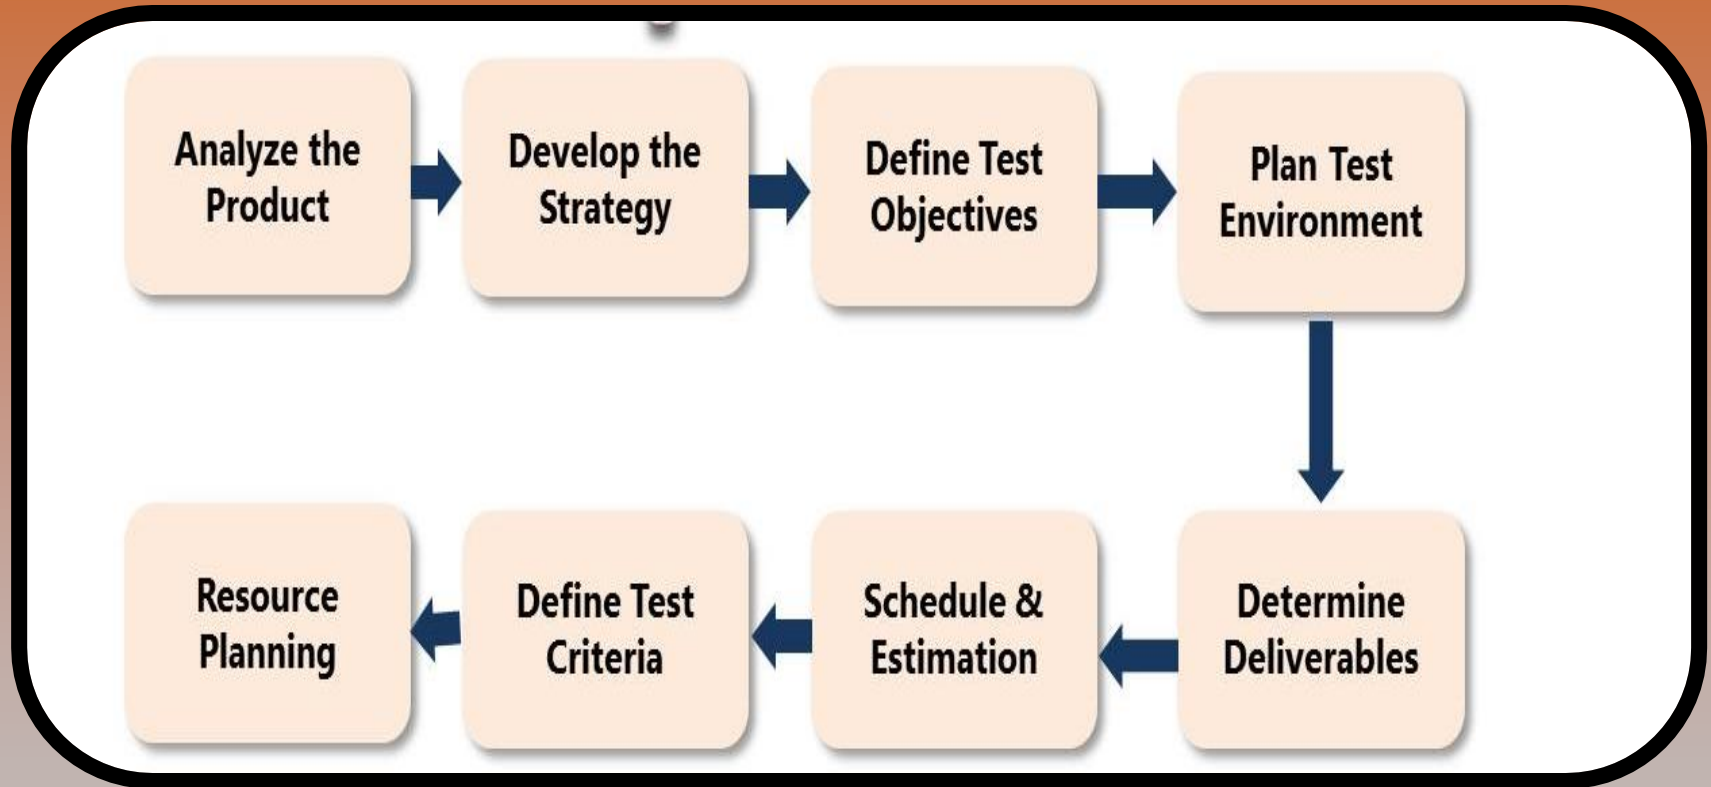 Analyze the
Product
Develop the
Strategy
Define Test
Objectives
Plan Test
Environment
Determine
Deliverables
Schedule &
Estimation
Define Test
Criteria
Resource
Planning